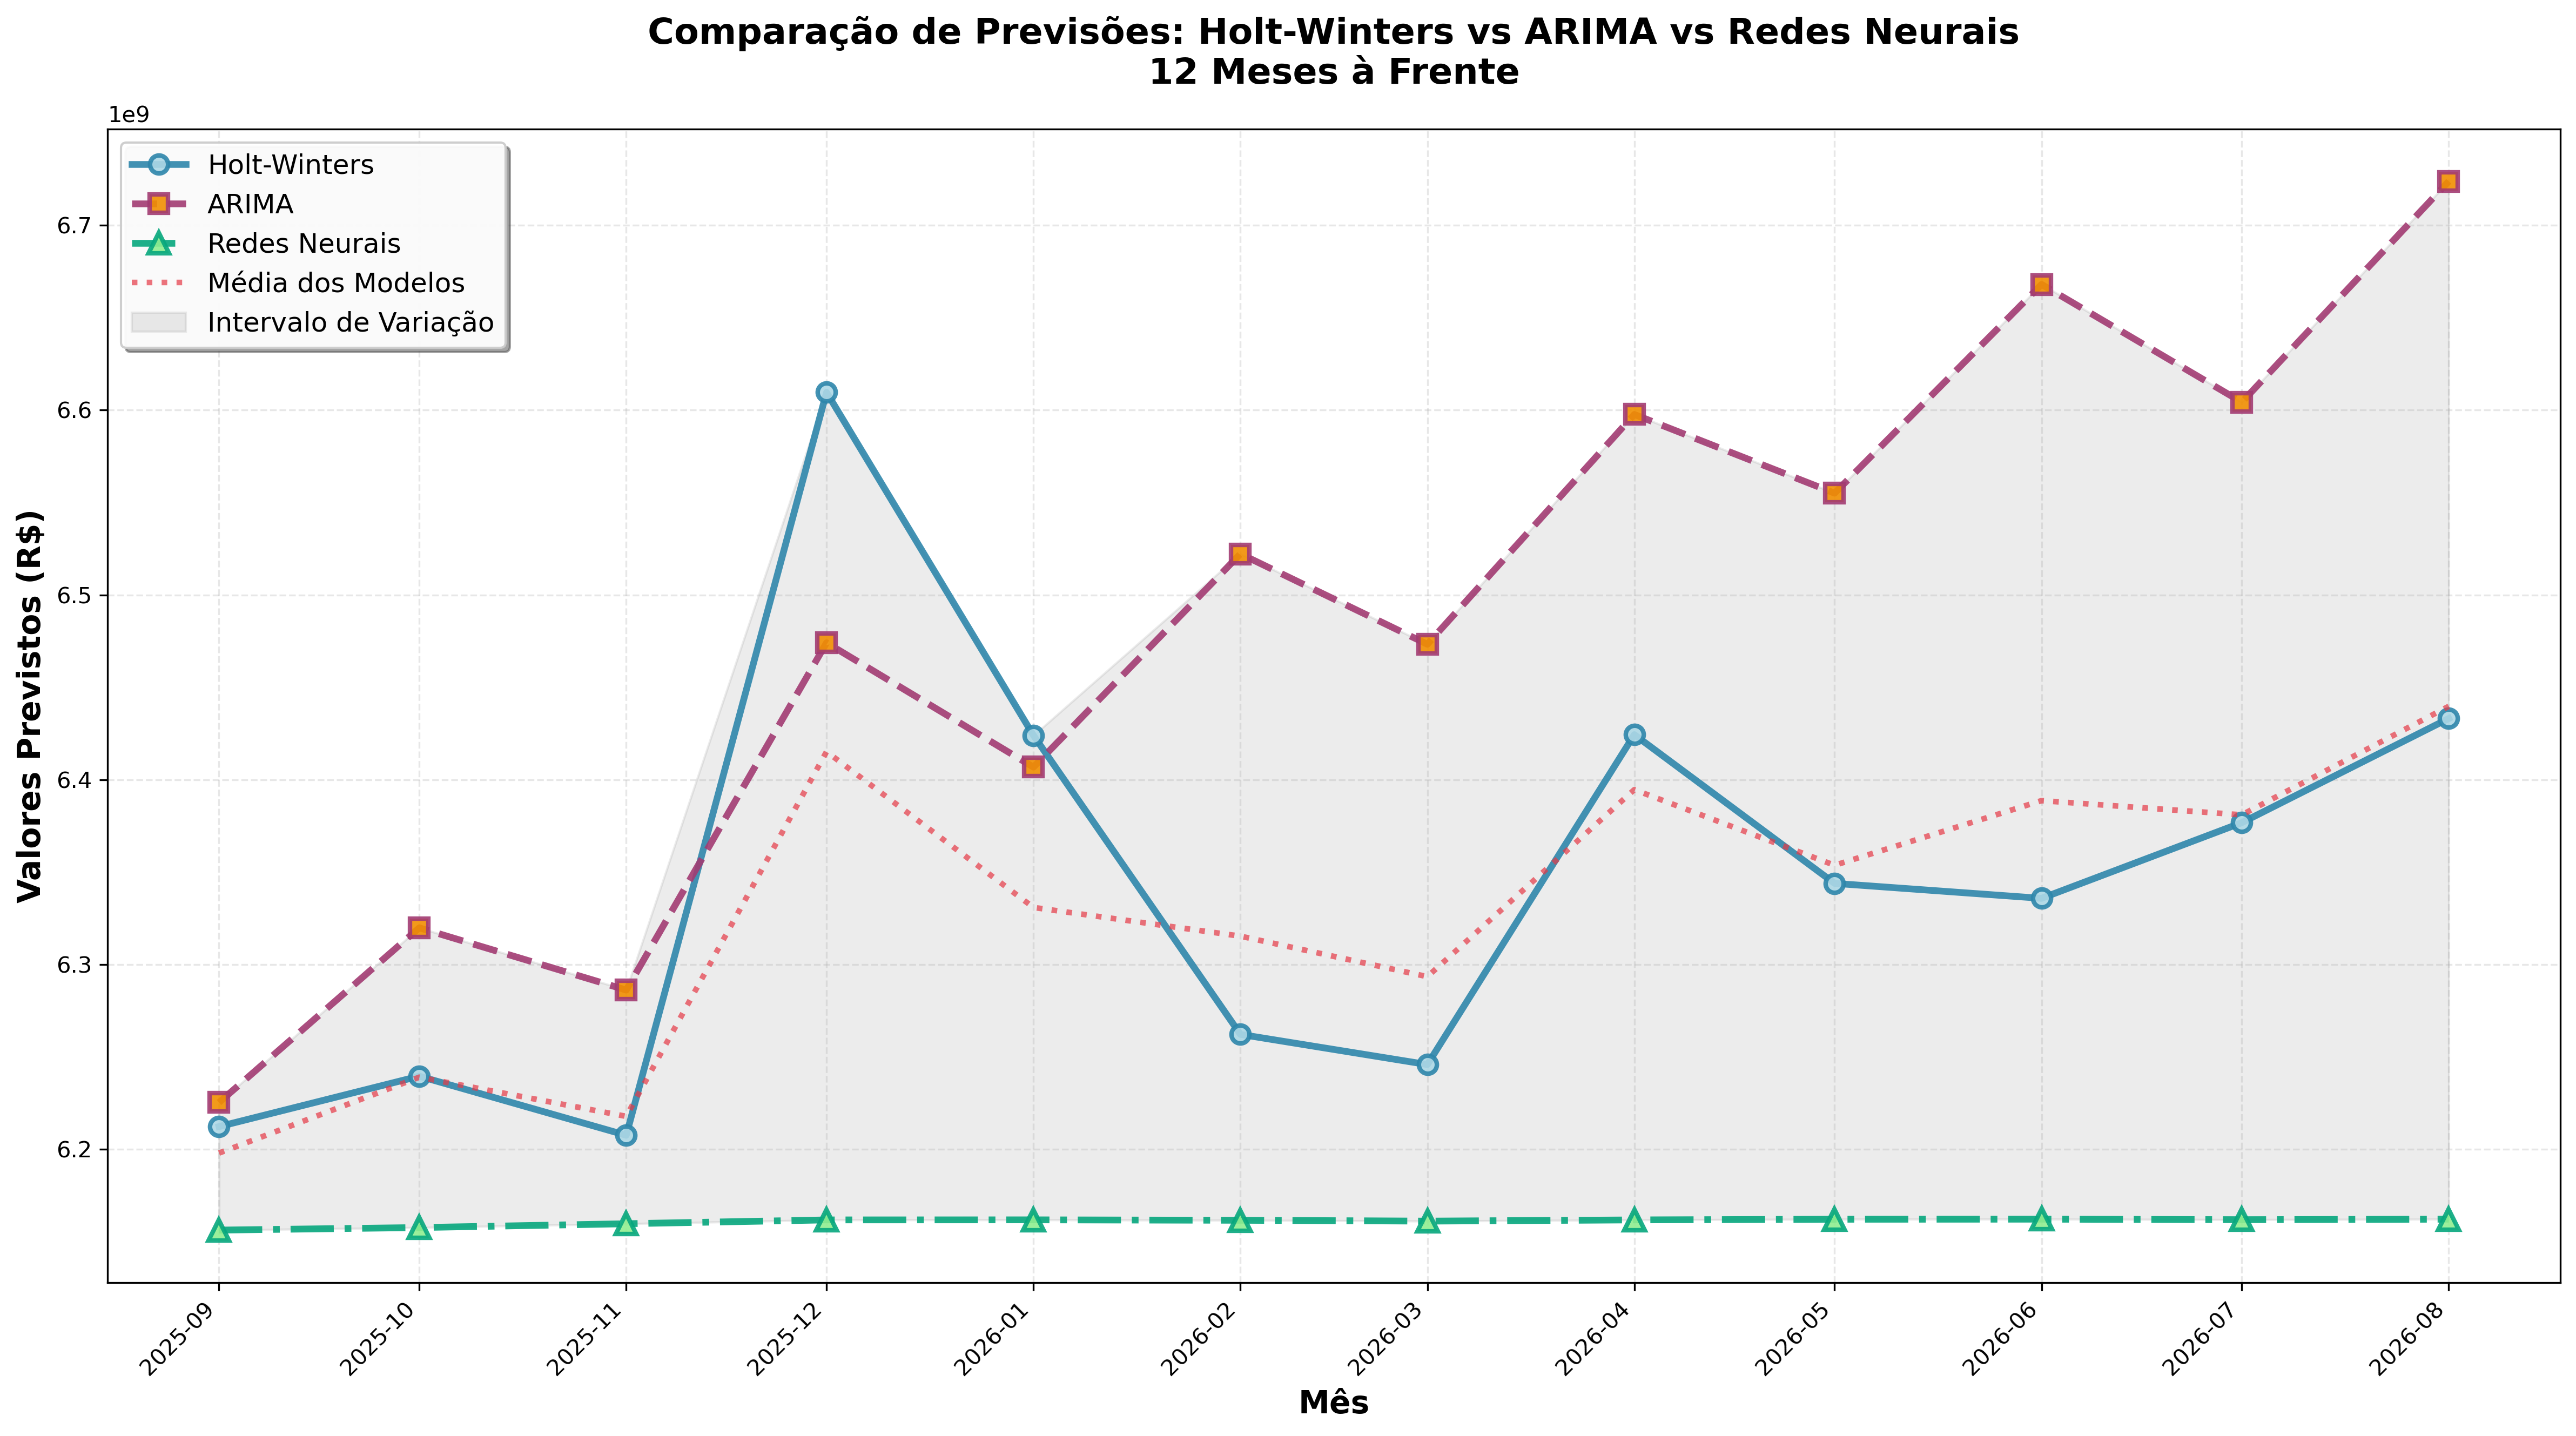 Comparação de Previsões: Holt-Winters vs ARIMA vs Redes Neurais
12 Meses à Frente
1e9
Holt-Winters
ARIMA
Redes Neurais
Média dos Modelos
Intervalo de Variação
Valores Previstos (R$)
6.7
6.6
6.5
6.4
6.3
6.2
2025-09
2025-10
2025-11
2025-12
2026-01
2026-02
2026-03
2026-04
2026-05
2026-06
2026-07
2026-08
Mês